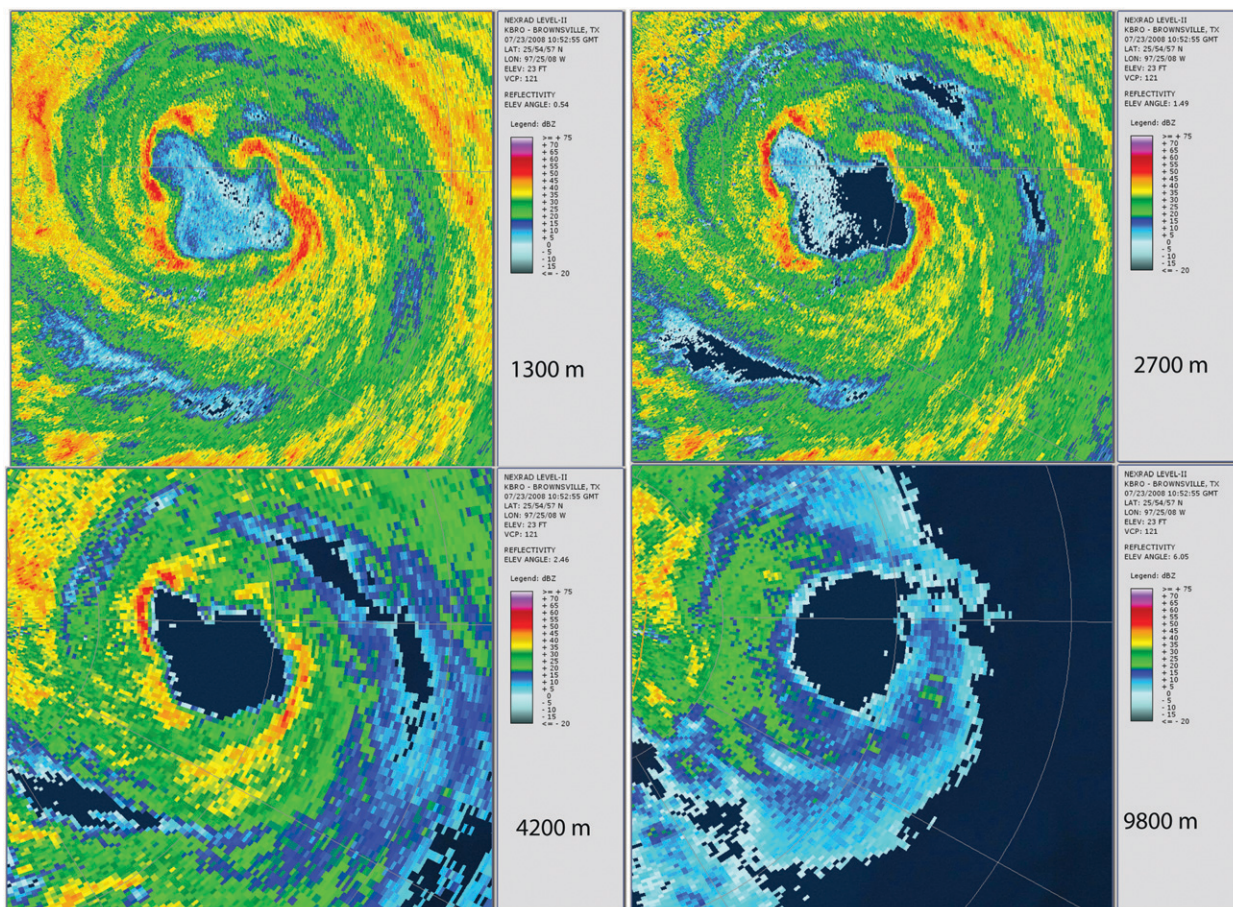 NEXRAD LEVEL-II
KBRO - BROWNSVILLE, TX
07/23/2008 10:52:55 GMT
LAT: 25/54/57 N
LON: 97/25/08 W
ELEV: 23 FT
VCP: 121
REFLECTIVITY
ELEV ANGLE: 0.54
Legend: dBZ
>= + 75
+ 70
+ 65
+ 60
+ 55
+ 50
+ 45
+ 40
+ 35
+ 30
+ 25
+ 20
+ 15
+ 10
+ 5
0
- 5
- 10
- 15
<= - 20
1300 m
NEXRAD LEVEL-II
KBRO - BROWNSVILLE, TX
07/23/2008 10:52:55 GMT
LAT: 25/54/57 N
LON: 97/25/08 W
ELEV: 23 FT
VCP: 121
REFLECTIVITY
ELEV ANGLE: 1.49
Legend: dBZ
>= + 75
+ 70
+ 65
+ 60
+ 55
+ 50
+ 45
+ 40
+ 35
+ 30
+ 25
+ 20
+ 15
+ 10
+ 5
0
- 5
- 10
- 15
<= - 20
2700 m
NEXRAD LEVEL-II
KBRO - BROWNSVILLE, TX
07/23/2008 10:52:55 GMT
LAT: 25/54/57 N
LON: 97/25/08 W
ELEV: 23 FT
VCP: 121
REFLECTIVITY
ELEV ANGLE: 2.46
Legend: dBZ
>= + 75
+ 70
+ 65
+ 60
+ 55
+ 50
+ 45
+ 40
+ 35
+ 30
+ 25
+ 20
+ 15
+ 10
+ 5
0
- 5
- 10
- 15
<= - 20
4200 m
NEXRAD LEVEL-II
KBRO - BROWNSVILLE, TX
07/23/2008 10:52:55 GMT
LAT: 25/54/57 N
LON: 97/25/08 W
ELEV: 23 FT
VCP: 121
REFLECTIVITY
ELEV ANGLE: 6.05
Legend: dBZ
>= + 75
+ 70
+ 65
+ 60
+ 55
+ 50
+ 45
+ 40
+ 35
+ 30
+ 25
+ 20
+ 15
+ 10
+ 5
0
- 5
- 10
- 15
<= - 20
9800 m